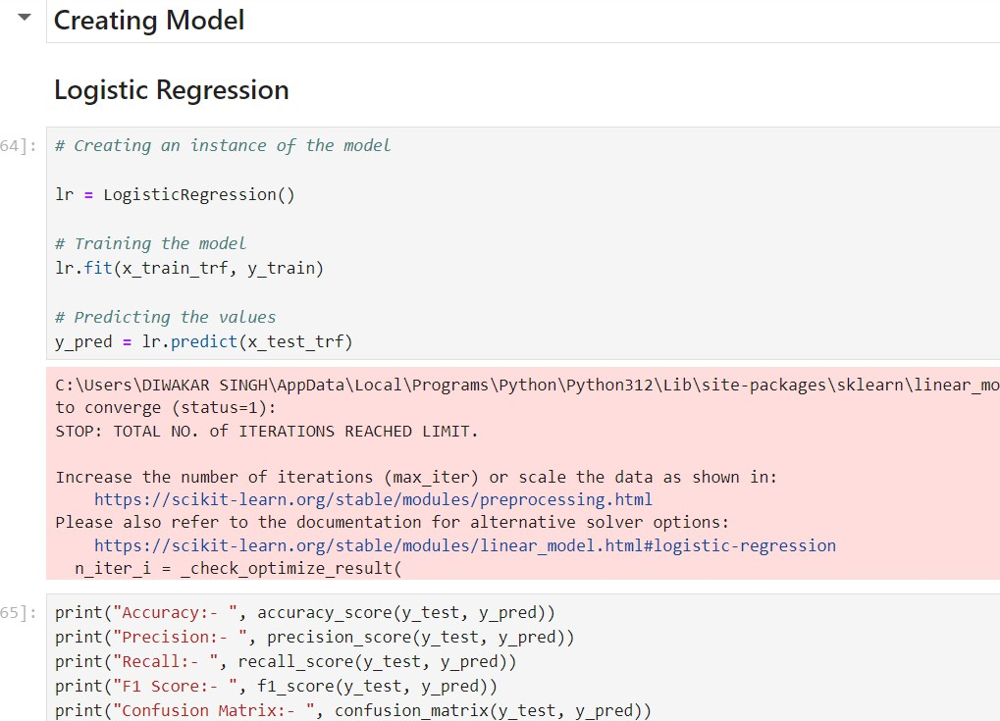 Creating Model
Logistic Regression
64]:
# Creating an instance of the model
lr = LogisticRegression()
# Training the model
lr.fit(x_train_trf, y_train)
# Predicting the values
y_pred = lr.predict(x_test_trf)
C:\Users\DIWAKAR SINGH\AppData\Local\Programs\Python\Python312\Lib\site-packages\sklearn\linear_mo
to converge (status=1):
STOP: TOTAL NO. of ITERATIONS REACHED LIMIT.
Increase the number of iterations (max_iter) or scale the data as shown in:
https://scikit-learn.org/stable/modules/preprocessing.html
Please also refer to the documentation for alternative solver options:
https://scikit-learn.org/stable/modules/linear_model.html#logistic-regression
n_iter_i = _check_optimize_result(
65]:
print("Accuracy:- ", accuracy_score(y_test, y_pred))
print("Precision:- ", precision_score(y_test, y_pred))
print("Recall:- ", recall_score(y_test, y_pred))
print("F1 Score:- ", f1_score(y_test, y_pred))
print("Confusion Matrix:- ", confusion_matrix(y_test, y_pred))